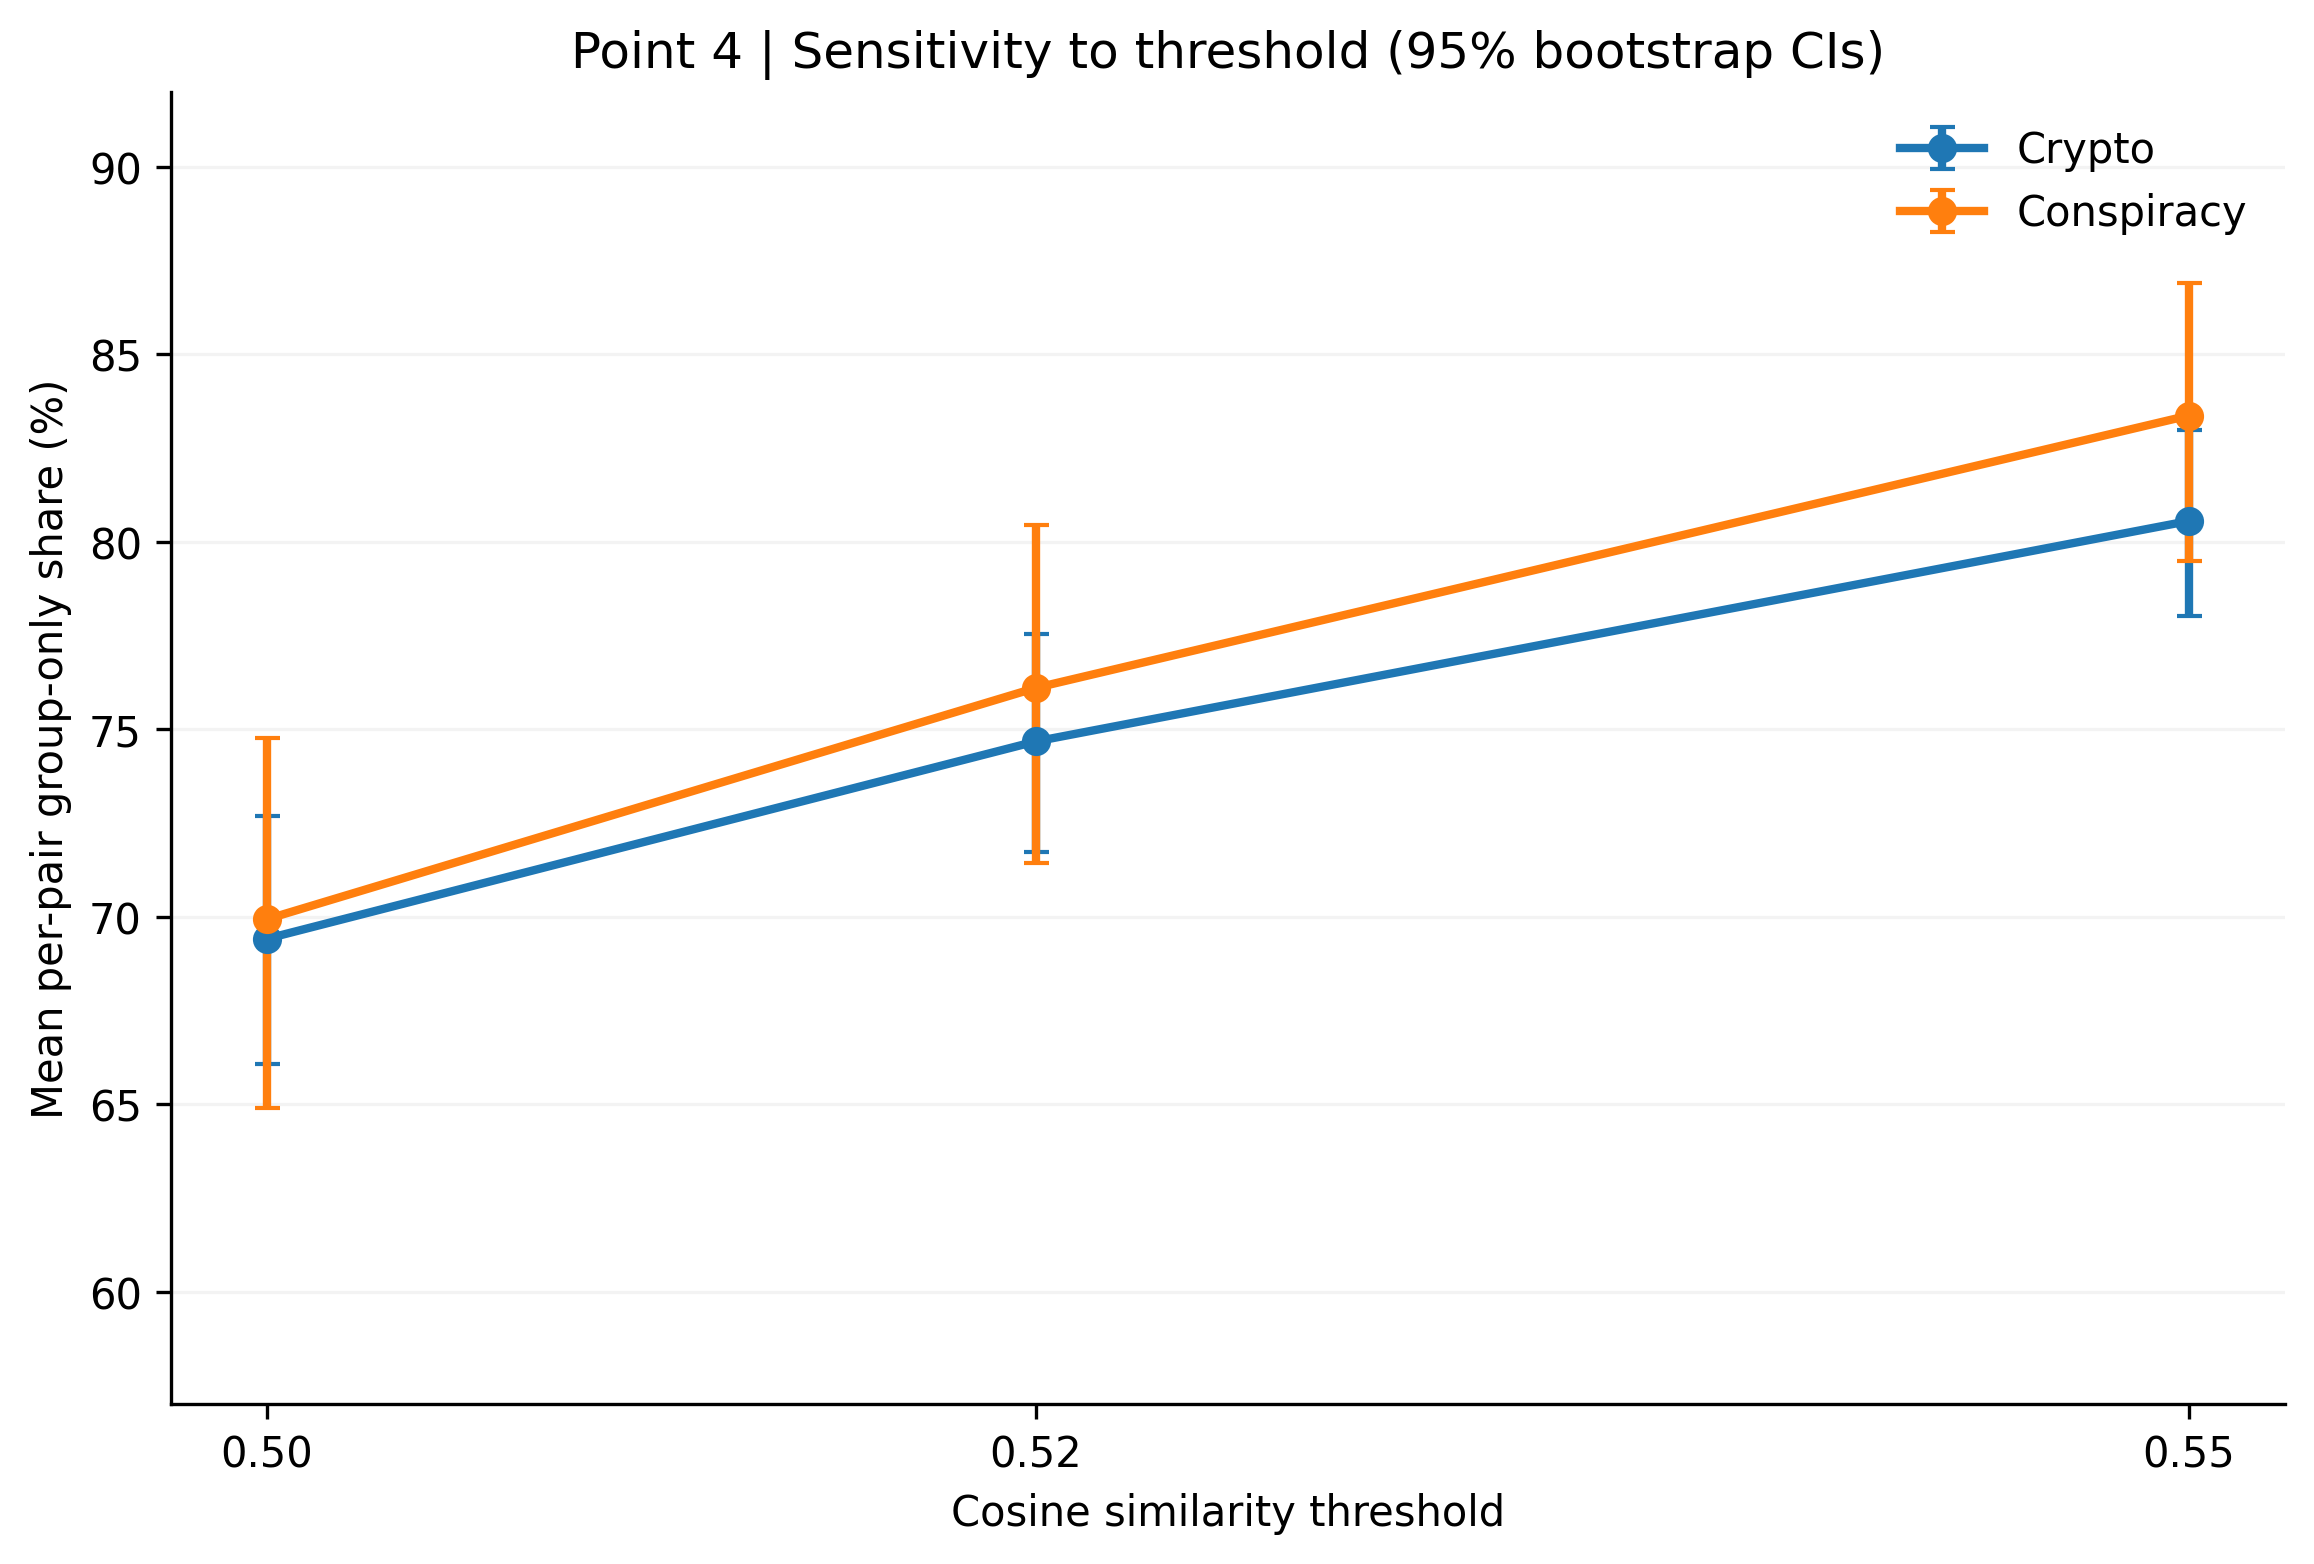 Point 4 | Sensitivity to threshold (95% bootstrap CIs)
Crypto
Conspiracy
Mean per-pair group-only share (%)
90
85
80
75
70
65
60
0.50 0.52 0.55
Cosine similarity threshold